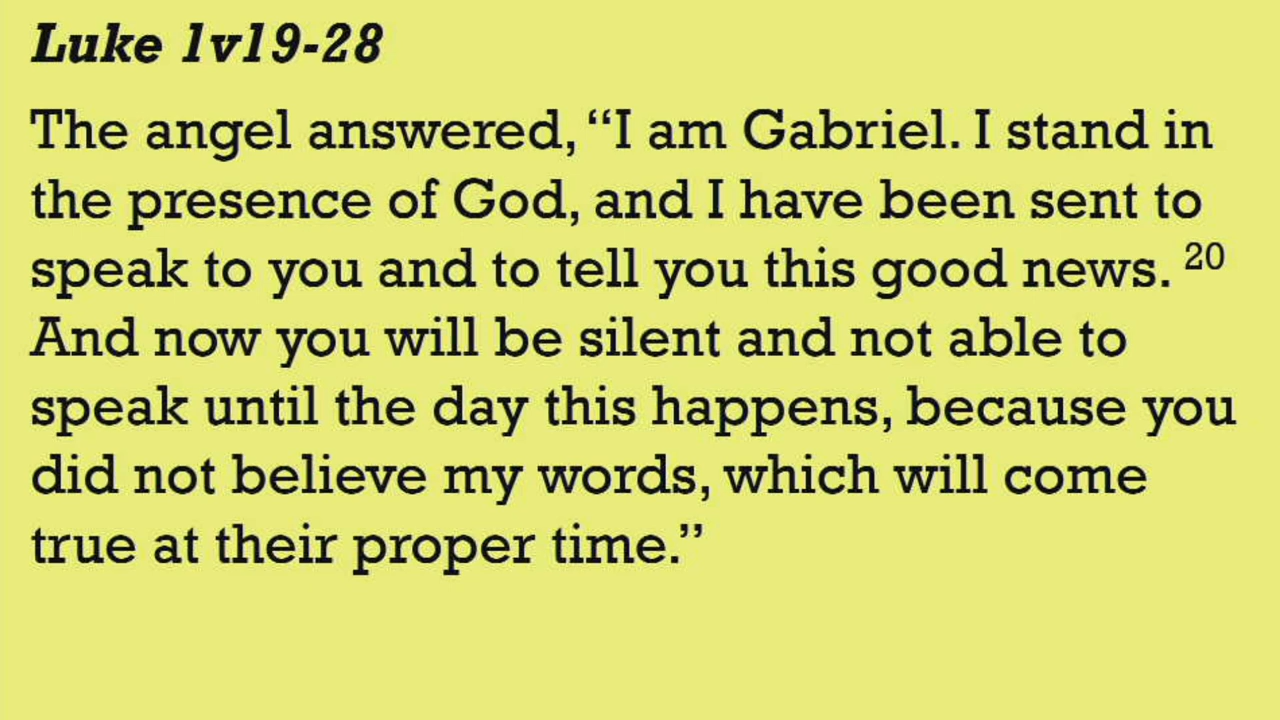 Luke 1v19-28
The angel answered, “I am Gabriel. I stand in
the presence of God, and I have been sent to
speak to you and to tell you this good news. 20
And now you will be silent and not able to
speak until the day this happens, because you
did not believe my words, which will come
true at their proper time.”